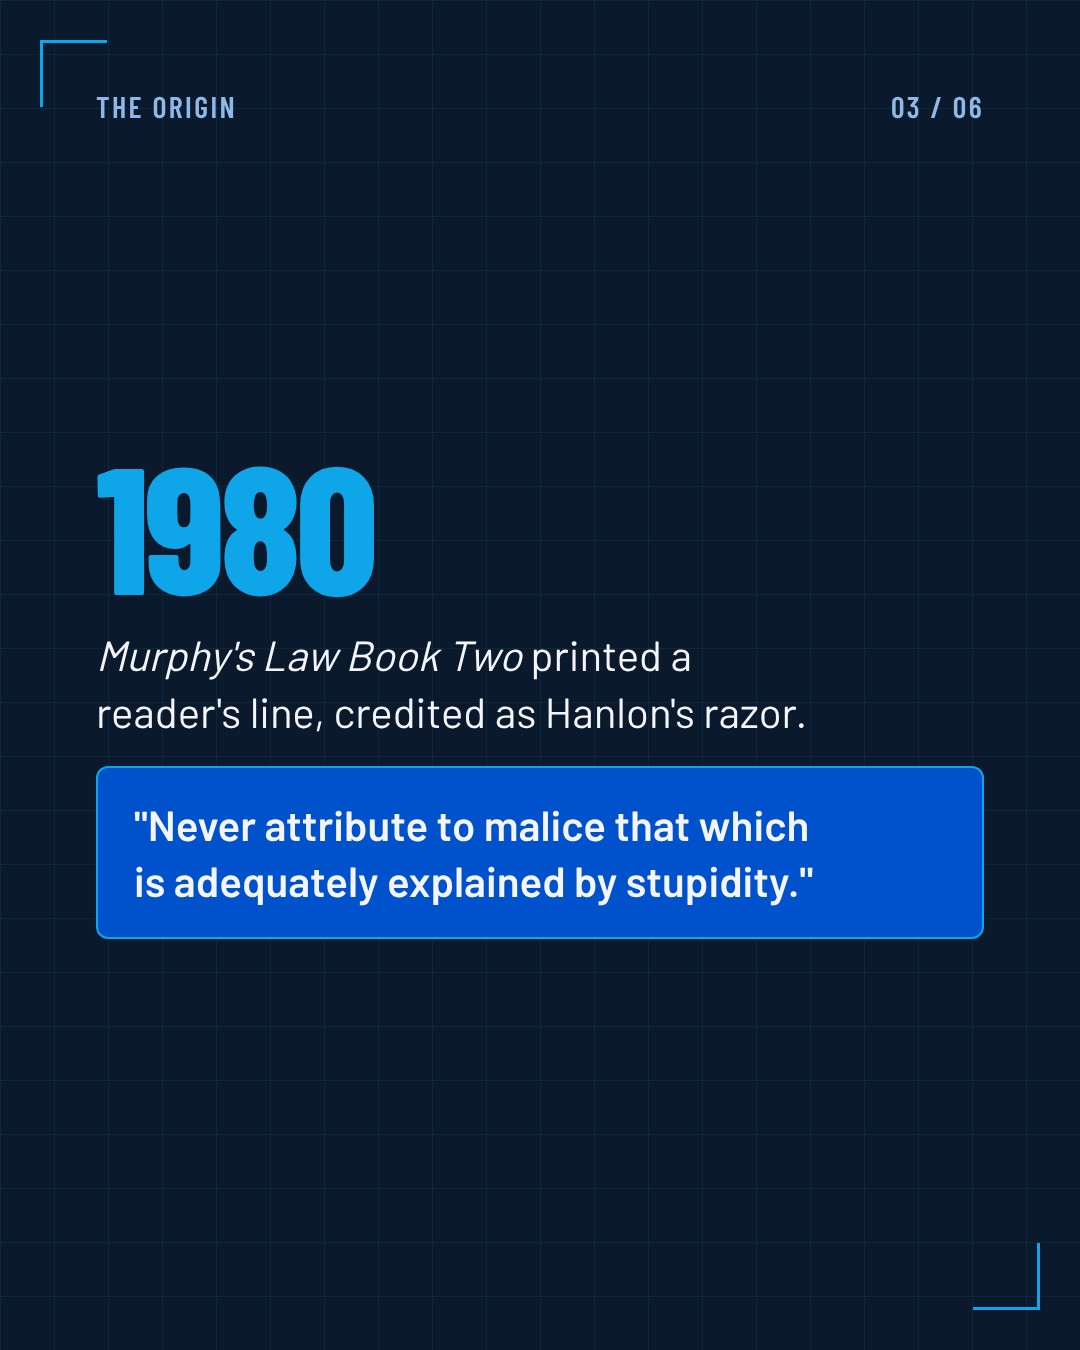 THE ORIGIN
03 / 06
1980
Murphy's Law Book Two printed a
reader's line, credited as Hanlon's razor.
"Never attribute to malice that which
is adequately explained by stupidity."